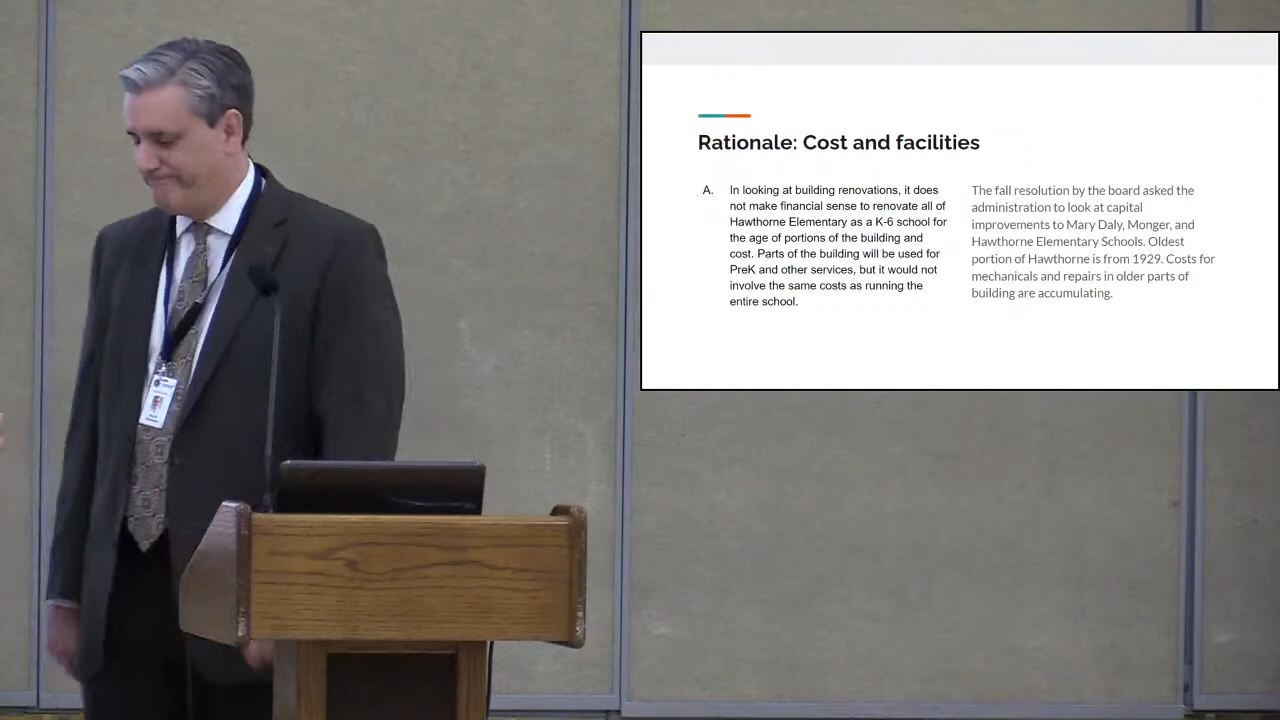 Rationale: Cost and facilities
A. In looking at building renovations, it does
not make financial sense to renovate all of
Hawthorne Elementary as a K-6 school for
the age of portions of the building and
cost. Parts of the building will be used for
PreK and other services, but it would not
involve the same costs as running the
entire school.
The fall resolution by the board asked the
administration to look at capital
improvements to Mary Daly, Monger, and
Hawthorne Elementary Schools. Oldest
portion of Hawthorne is from 1929. Costs for
mechanicals and repairs in older parts of
building are accumulating.